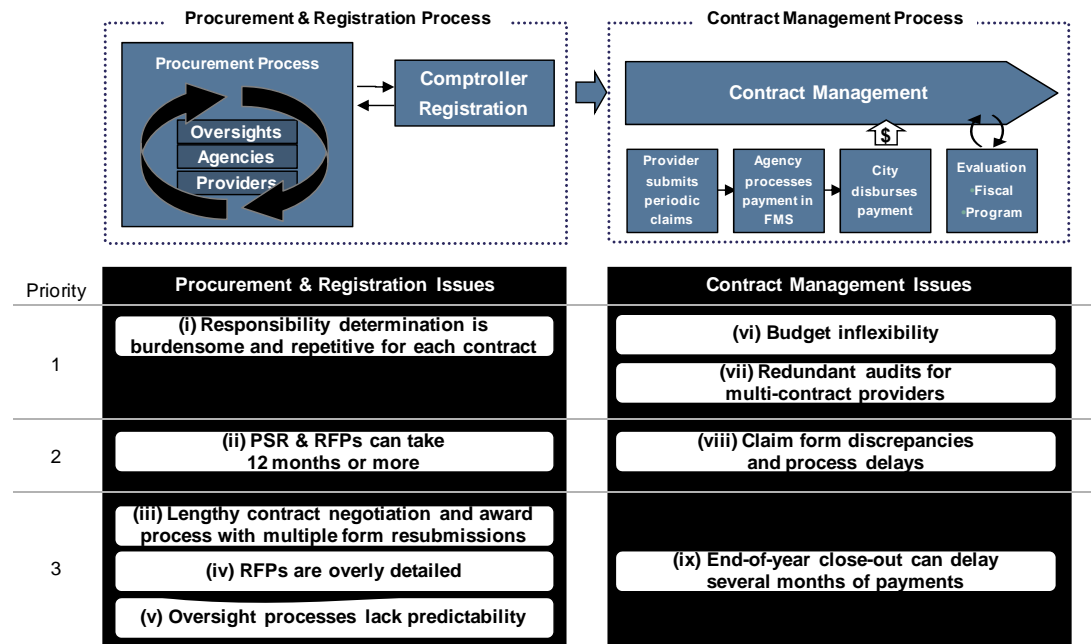 Procurement & Registration Process
Procurement Process
Oversights
Agencies
Providers
Comptroller
Registration
Contract Management Process
Contract Management
$
Provider
submits
periodic
claims
Agency
processes
payment in
FMS
City
disburses
payment
Evaluation
•Fiscal
•Program
Priority
Procurement & Registration Issues
Contract Management Issues
1
(i) Responsibility determination is
burdensome and repetitive for each contract
(vi) Budget inflexibility
(vii) Redundant audits for
multi-contract providers
2
(ii) PSR & RFPs can take
12 months or more
(viii) Claim form discrepancies
and process delays
3
(iii) Lengthy contract negotiation and award
process with multiple form resubmissions
(iv) RFPs are overly detailed
(v) Oversight processes lack predictability
(ix) End-of-year close-out can delay
several months of payments